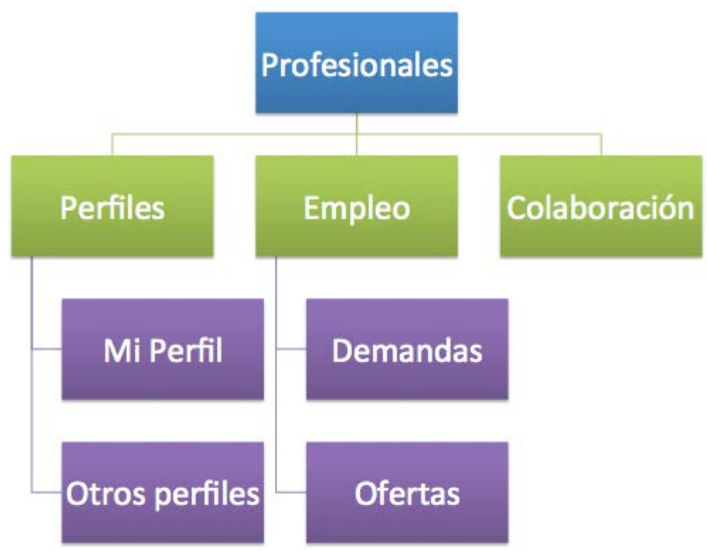 Profesionales
Perfiles
Empleo
Colaboración
Mi Perfil
Demandas
Otros perfiles
Ofertas